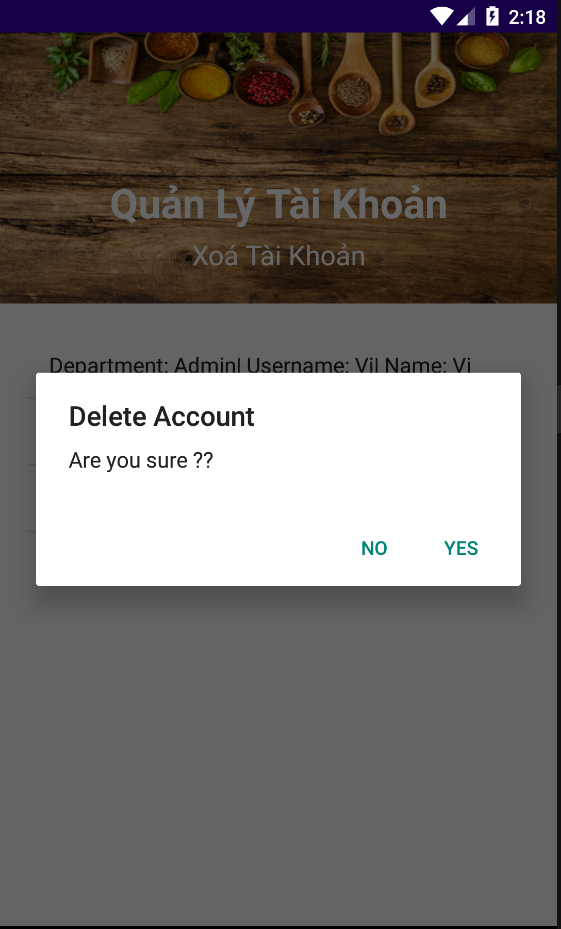 2:18
Quản Lý Tài Khoản
Xoá Tài Khoản
Department: Admin| Username: Vi| Name: Vi
Delete Account
Are you sure ??
NO YES